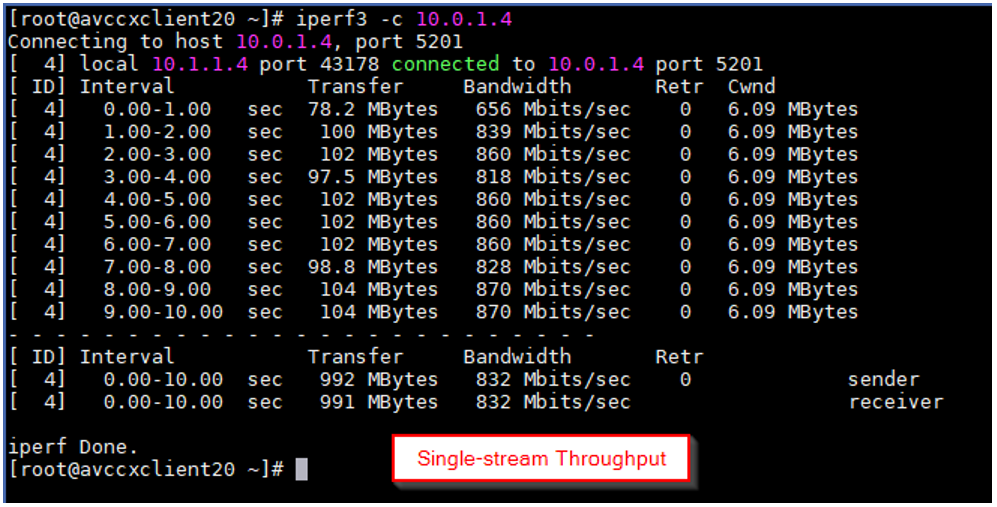 [root@avccxclient20 ~]# iperf3 -c 10.0.1.4
Connecting to host 10.0.1.4, port 5201
[  4] local 10.1.1.4 port 43178 connected to 10.0.1.4 port 5201
[ ID] Interval           Transfer     Bandwidth       Retr  Cwnd
[  4]   0.00-1.00   sec  78.2 MBytes   656 Mbits/sec    0   6.09 MBytes
[  4]   1.00-2.00   sec   100 MBytes   839 Mbits/sec    0   6.09 MBytes
[  4]   2.00-3.00   sec   102 MBytes   860 Mbits/sec    0   6.09 MBytes
[  4]   3.00-4.00   sec  97.5 MBytes   818 Mbits/sec    0   6.09 MBytes
[  4]   4.00-5.00   sec   102 MBytes   860 Mbits/sec    0   6.09 MBytes
[  4]   5.00-6.00   sec   102 MBytes   860 Mbits/sec    0   6.09 MBytes
[  4]   6.00-7.00   sec   102 MBytes   860 Mbits/sec    0   6.09 MBytes
[  4]   7.00-8.00   sec  98.8 MBytes   828 Mbits/sec    0   6.09 MBytes
[  4]   8.00-9.00   sec   104 MBytes   870 Mbits/sec    0   6.09 MBytes
[  4]   9.00-10.00  sec   104 MBytes   870 Mbits/sec    0   6.09 MBytes
- - - - - - - - - - - - - - - - - - - - - - - - -
[ ID] Interval           Transfer     Bandwidth       Retr
[  4]   0.00-10.00  sec   992 MBytes   832 Mbits/sec    0             sender
[  4]   0.00-10.00  sec   991 MBytes   832 Mbits/sec                  receiver

iperf Done.
[root@avccxclient20 ~]#
Single-stream Throughput